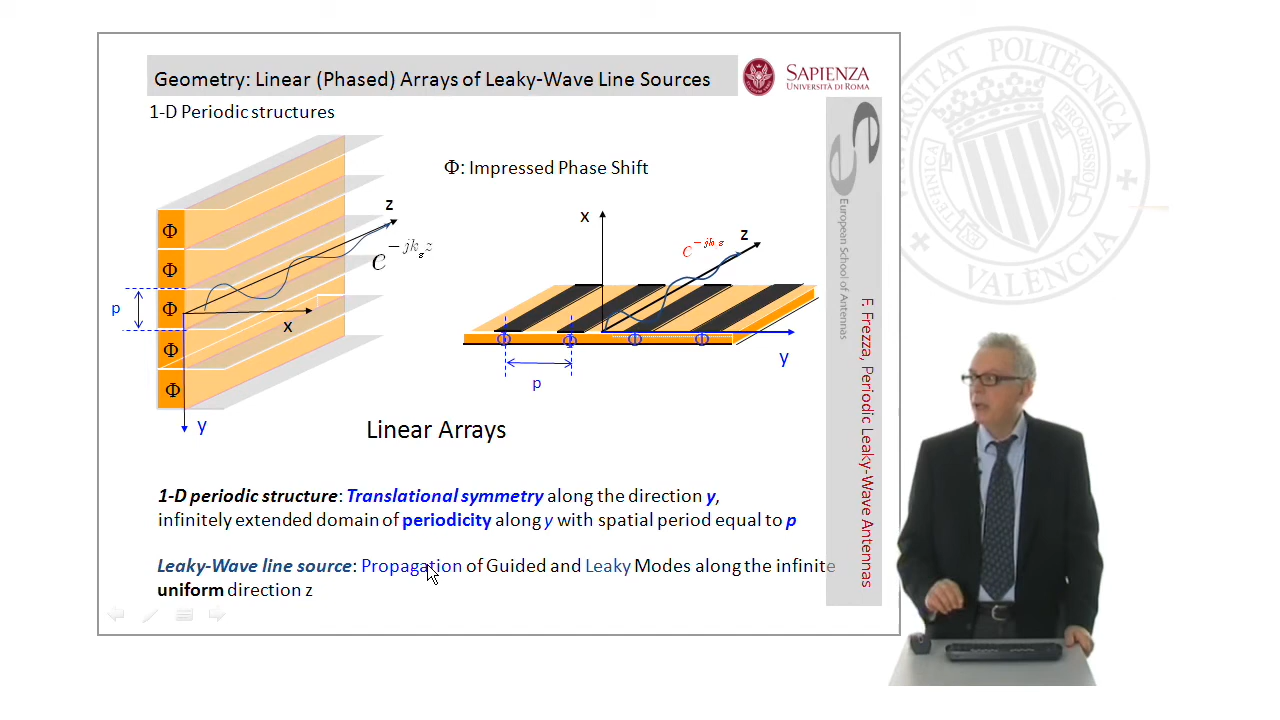 Geometry: Linear (Phased) Arrays of Leaky-Wave Line Sources
SAPIENZA
UNIVERSITÀ DI ROMA
1-D Periodic structures
Φ: Impressed Phase Shift
z
e^{-jk_z z}
Φ
Φ
Φ
Φ
Φ
p
x
y
x
z
e^{-jk_z z}
Φ
Φ
Φ
Φ
y
p
Linear Arrays
1-D periodic structure: Translational symmetry along the direction y,
infinitely extended domain of periodicity along y with spatial period equal to p
Leaky-Wave line source: Propagation of Guided and Leaky Modes along the infinite
uniform direction z
European School of Antennas
F. Frezza, Periodic Leaky-Wave Antennas
UNIVERSITAT POLITÈCNICA
DE VALÈNCIA